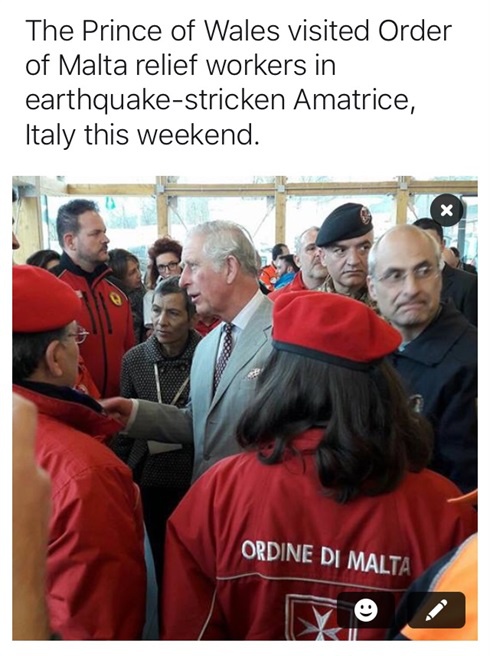 The Prince of Wales visited Order
of Malta relief workers in
earthquake-stricken Amatrice,
Italy this weekend.
ORDINE DI MALTA